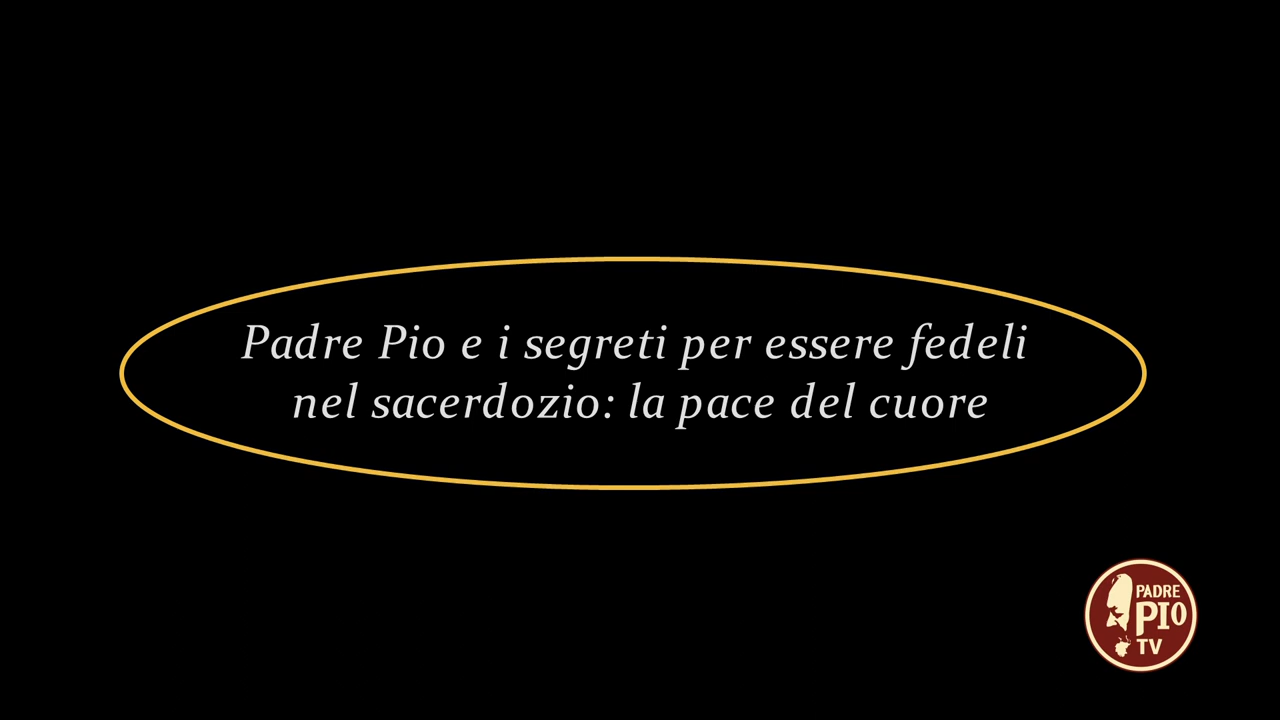 Padre Pio e i segreti per essere fedeli
nel sacerdozio: la pace del cuore
PADRE
PIO
TV